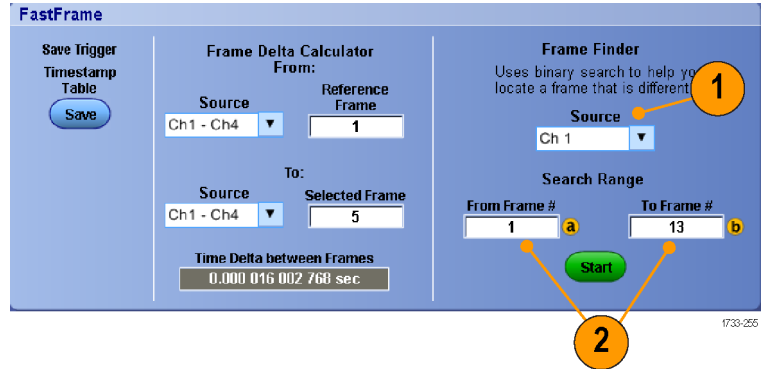 FastFrame
Save Trigger
Timestamp
Table
Save
Frame Delta Calculator
From:
Source
Reference
Frame
Ch1 - Ch4
1
To:
Source
Selected Frame
Ch1 - Ch4
5
Time Delta between Frames
0.000 016 002 768 sec
Frame Finder
Uses binary search to help
locate a frame that is different
1
Source
Ch 1
Search Range
From Frame #
To Frame #
1
a
13
b
Start
2
1733-255